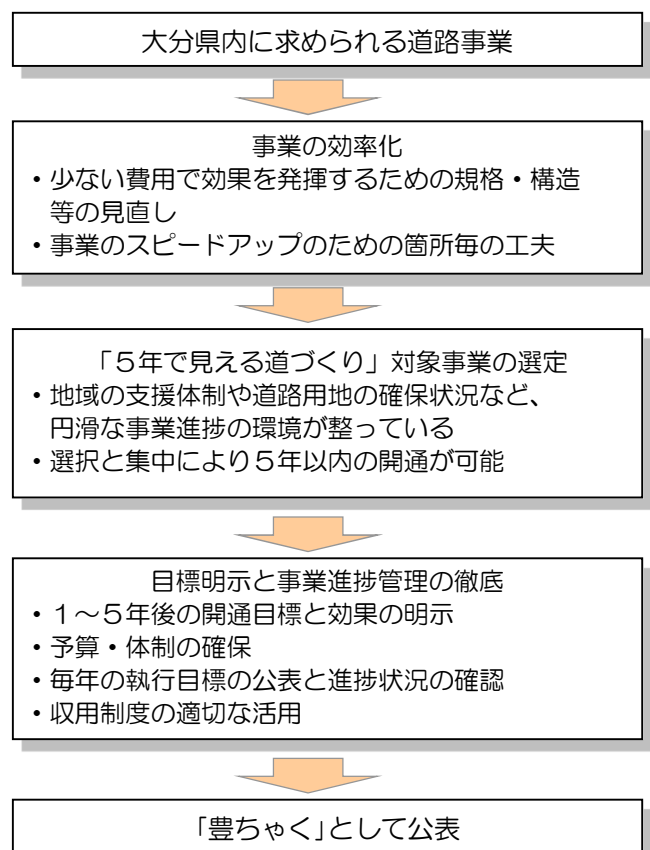 大分県内に求められる道路事業
事業の効率化
・少ない費用で効果を発揮するための規格・構造
等の見直し
・事業のスピードアップのための箇所毎の工夫
「５年で見える道づくり」対象事業の選定
・地域の支援体制や道路用地の確保状況など、
円滑な事業進捗の環境が整っている
・選択と集中により５年以内の開通が可能
目標明示と事業進捗管理の徹底
・１～５年後の開通目標と効果の明示
・予算・体制の確保
・毎年の執行目標の公表と進捗状況の確認
・収用制度の適切な活用
「豊ちゃく」として公表